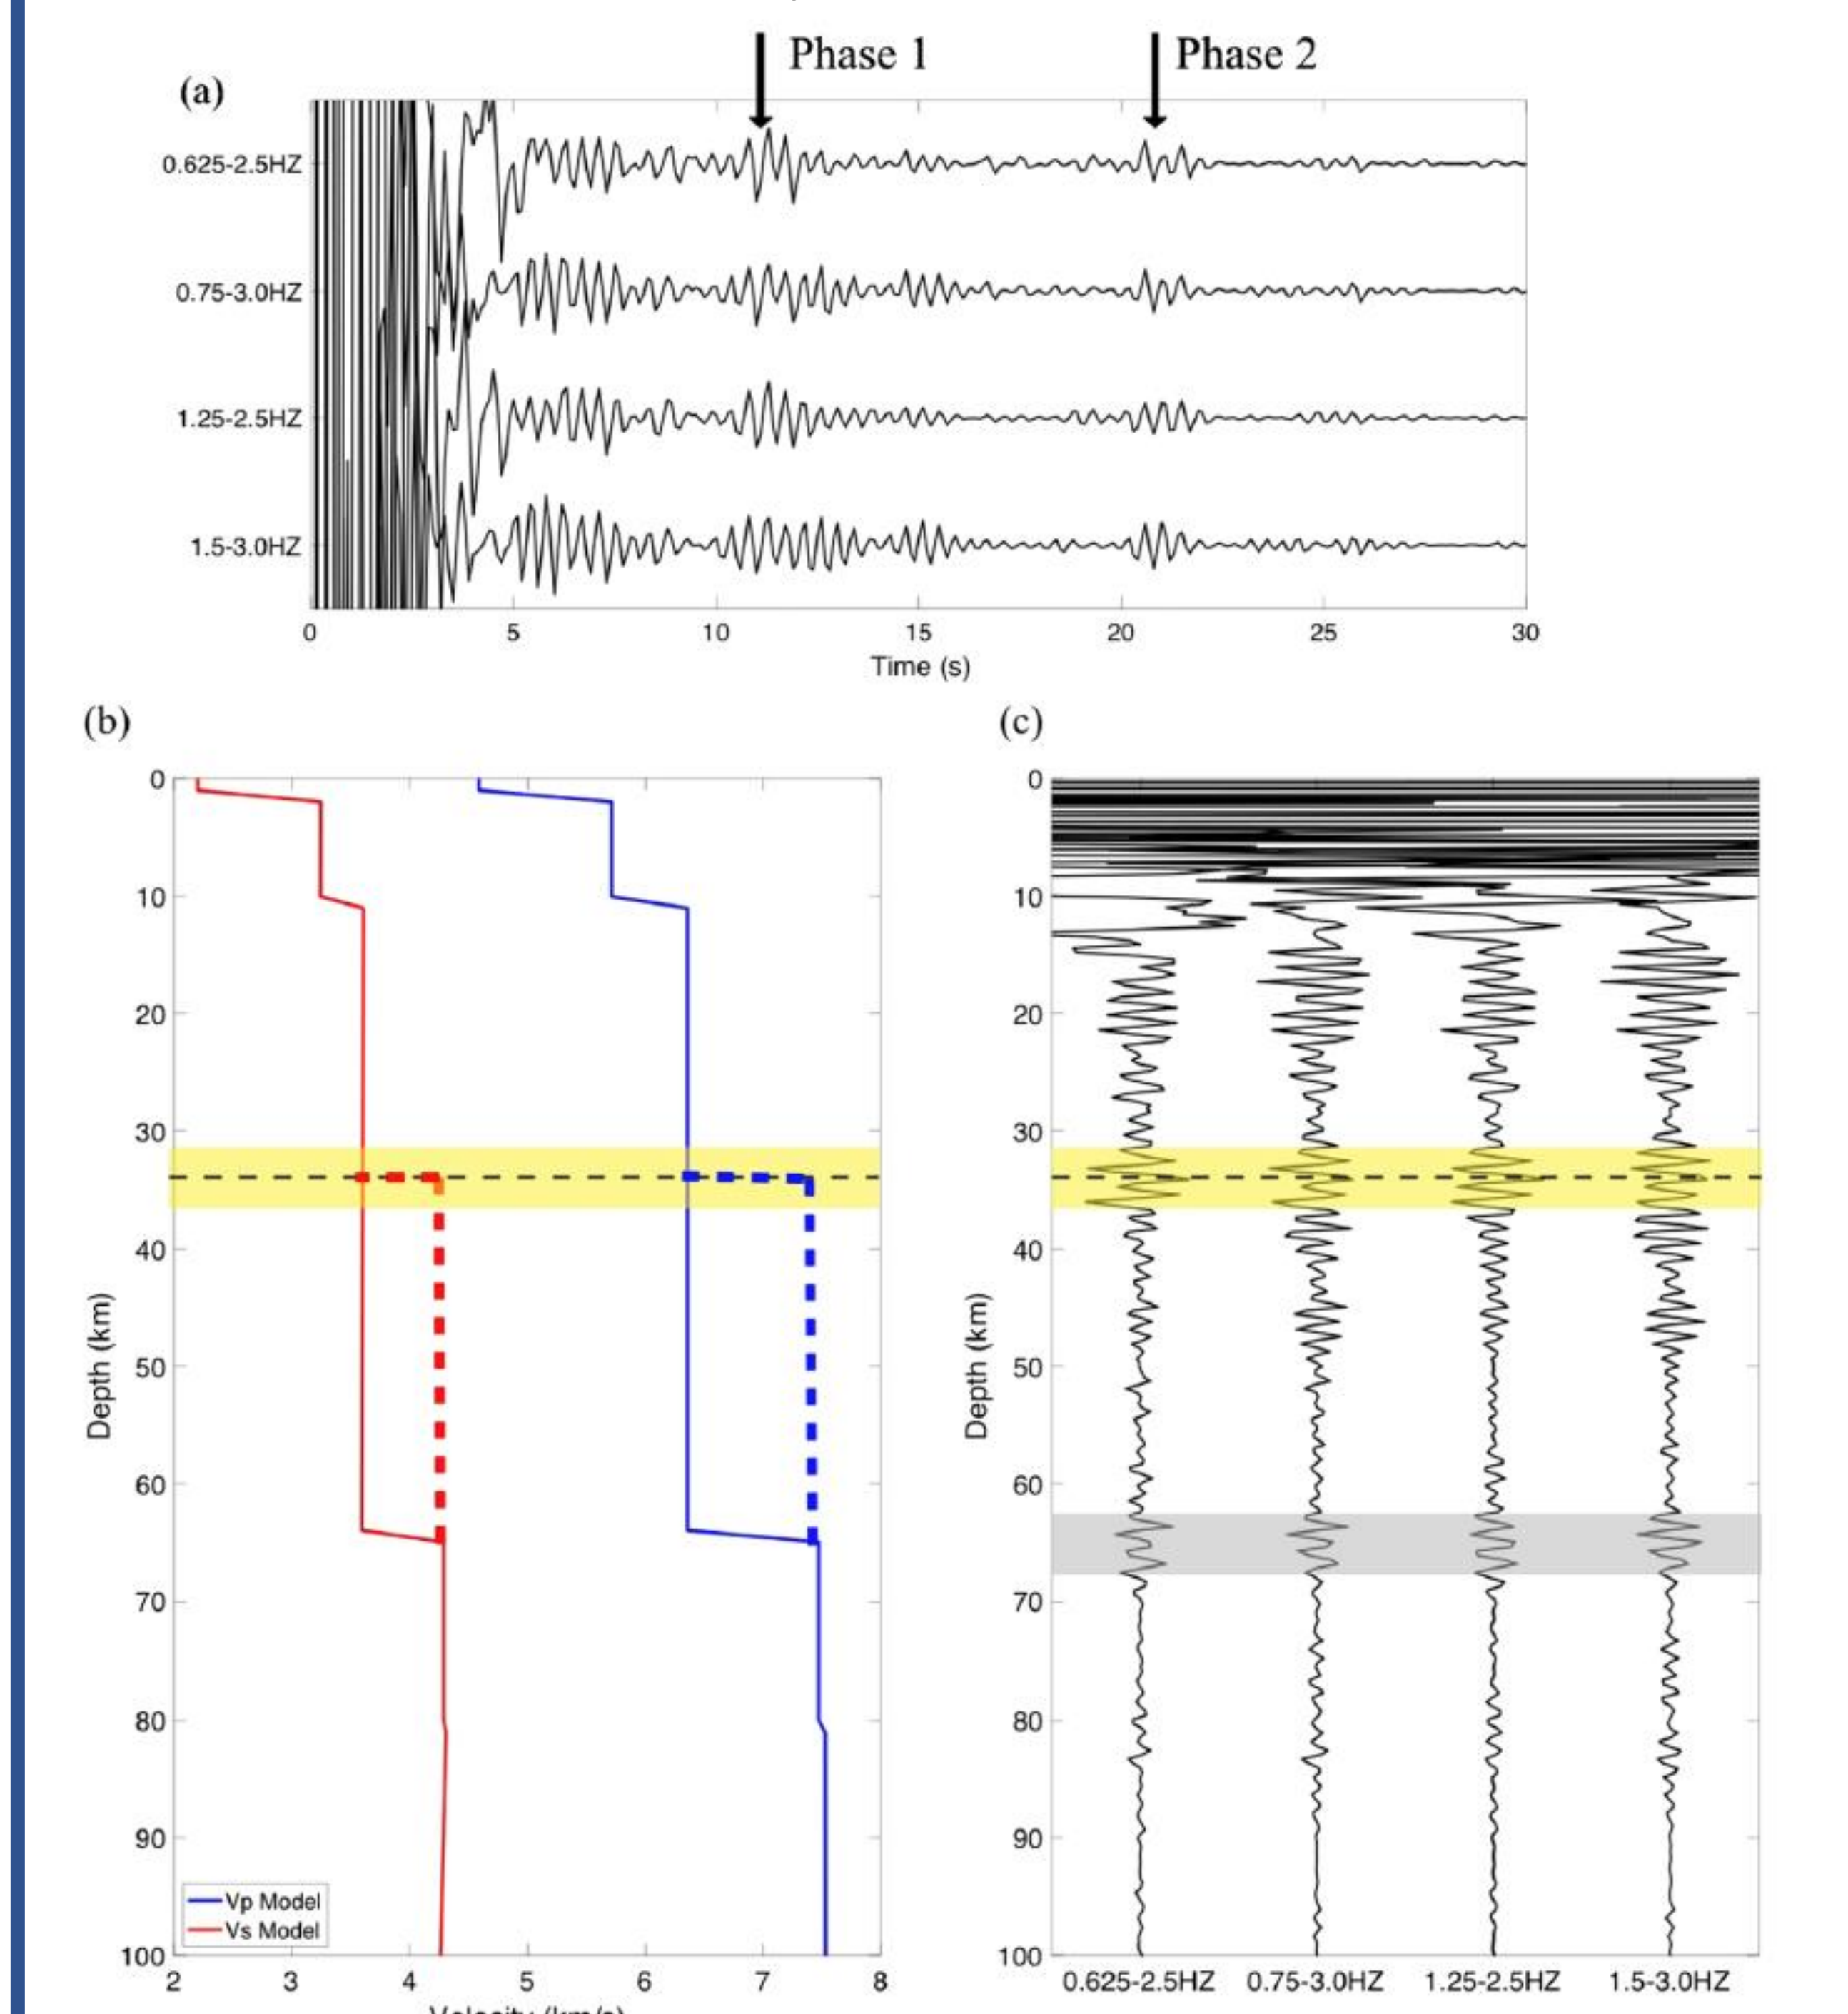 Phase 1
Phase 2
(a)
0.625-2.5HZ
0.75-3.0HZ
1.25-2.5HZ
1.5-3.0HZ
0 5 10 15 20 25 30
Time (s)
(b)
0
10
20
30
40
50
60
70
80
90
100
Depth (km)
Vp Model
Vs Model
2 3 4 5 6 7 8
Velocity (km/s)
(c)
0
10
20
30
40
50
60
70
80
90
100
Depth (km)
0.625-2.5HZ 0.75-3.0HZ 1.25-2.5HZ 1.5-3.0HZ